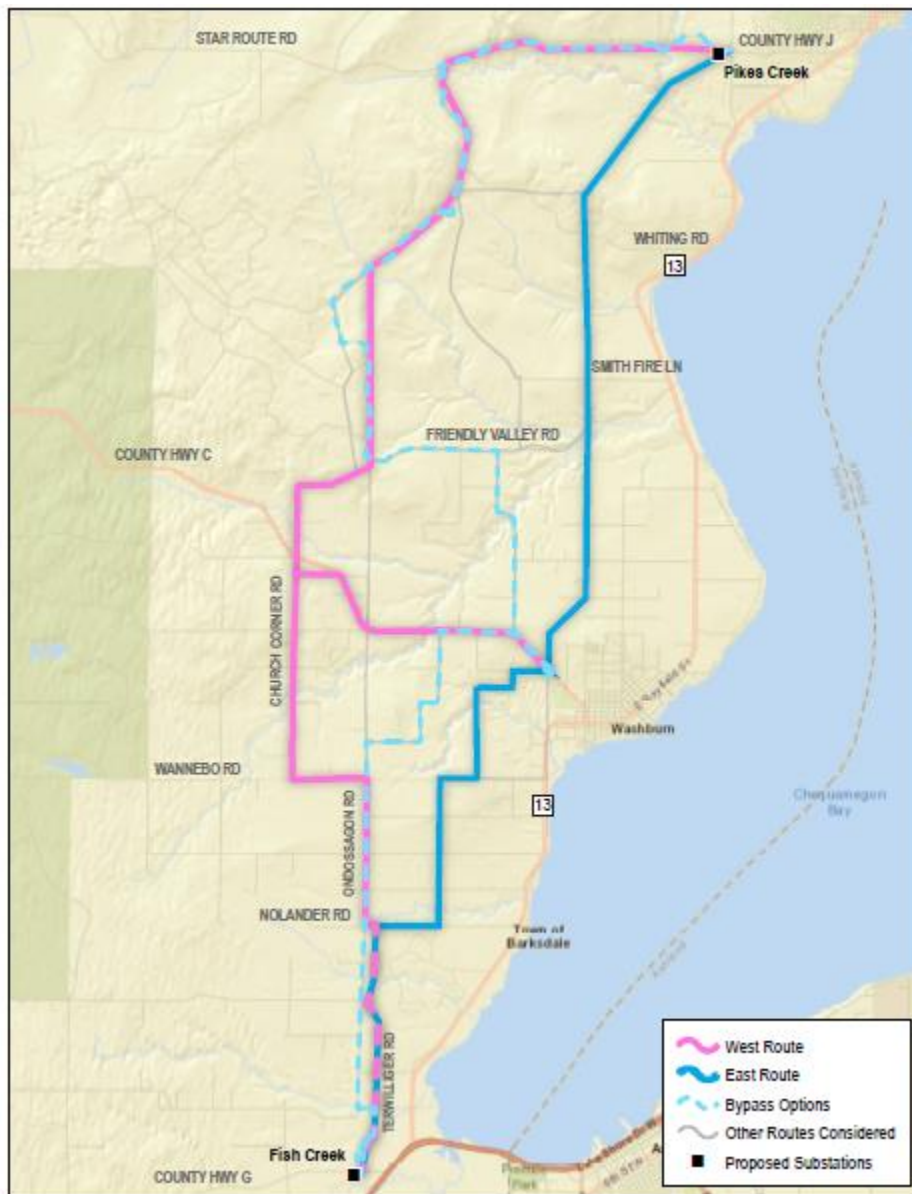 STAR ROUTE RD
COUNTY HWY J
Pikes Creek
WHITING RD
13
SMITH FIRE LN
FRIENDLY VALLEY RD
COUNTY HWY C
CHURCH CORNER RD
Washburn
WANNEBO RD
13
Chequamegon
Bay
ONDOSSAGON RD
NOLANDER RD
Town of
Barksdale
TERWILLIGER RD
Fish Creek
COUNTY HWY G
West Route
East Route
Bypass Options
Other Routes Considered
Proposed Substations